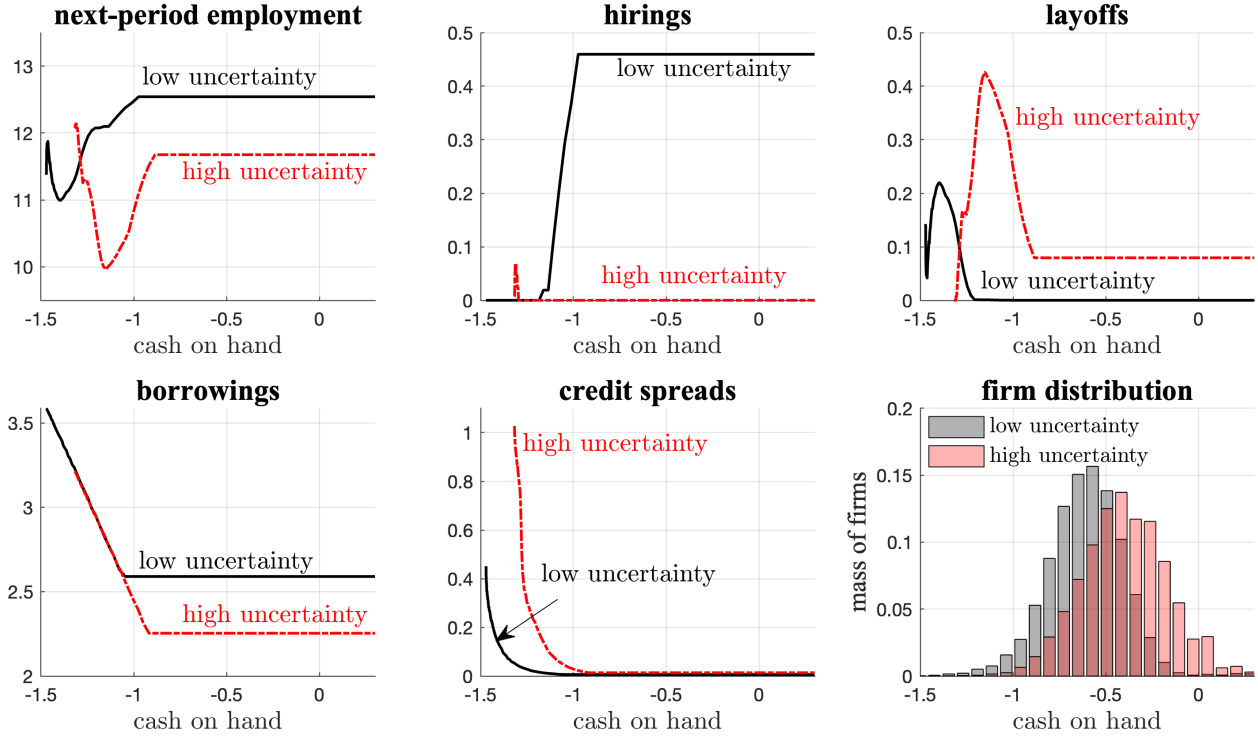 next-period employment
13
12
11
10
low uncertainty
high uncertainty
-1.5
-1
-0.5
0
cash on hand
hirings
0.5
0.4
0.3
0.2
0.1
0
low uncertainty
high uncertainty
-1.5
-1
-0.5
0
cash on hand
layoffs
0.5
0.4
0.3
0.2
0.1
0
high uncertainty
low uncertainty
-1.5
-1
-0.5
0
cash on hand
borrowings
3.5
3
2.5
2
low uncertainty
high uncertainty
-1.5
-1
-0.5
0
cash on hand
credit spreads
1
0.8
0.6
0.4
0.2
0
high uncertainty
low uncertainty
-1.5
-1
-0.5
0
cash on hand
firm distribution
mass of firms
0.2
0.15
0.1
0.05
0
low uncertainty
high uncertainty
-1.5
-1
-0.5
0
cash on hand